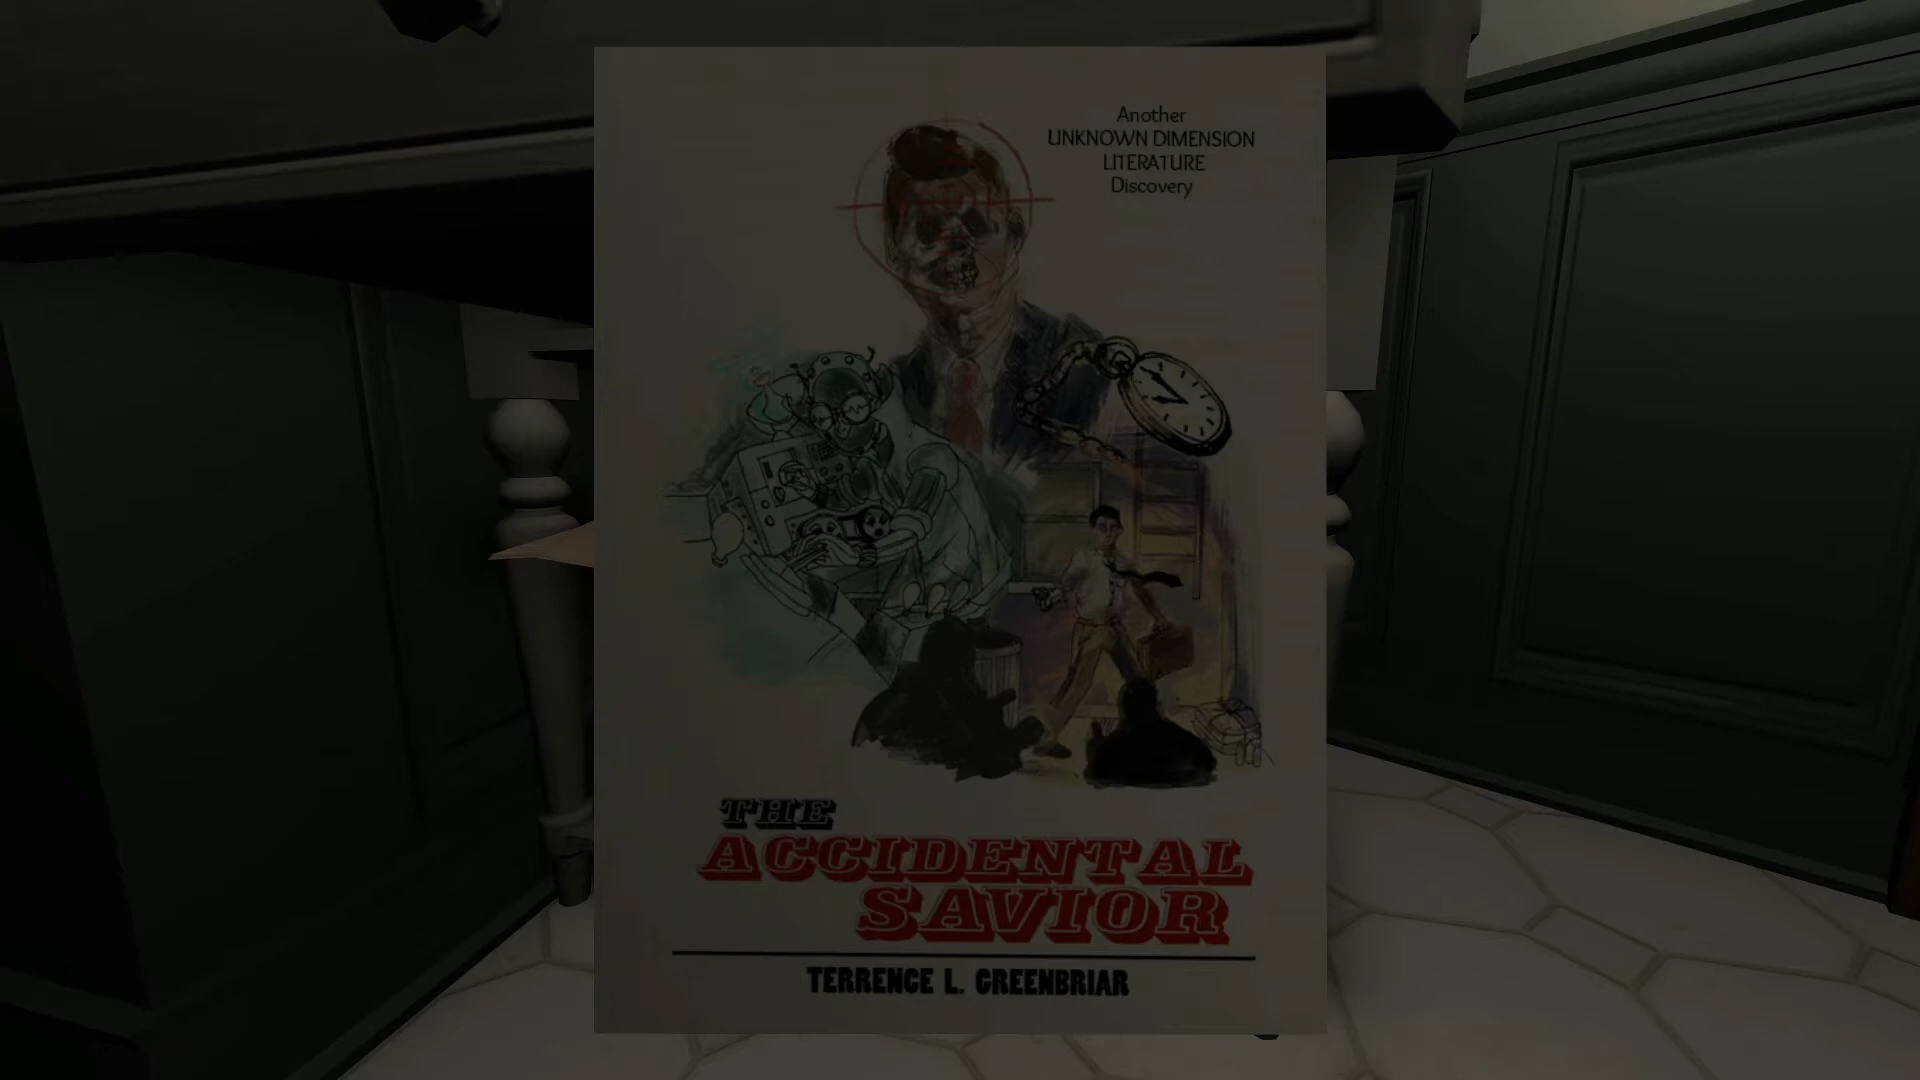 Another
UNKNOWN DIMENSION
LITERATURE
Discovery
THE
ACCIDENTAL
SAVIOR
TERRENCE L. GREENBRIAR